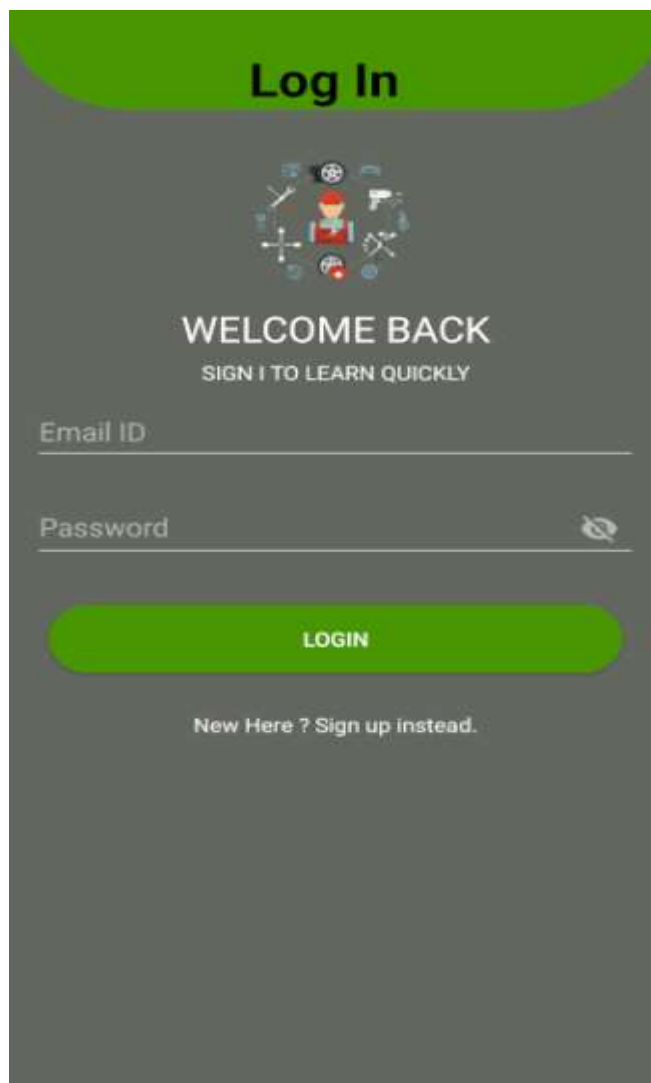 Log In
WELCOME BACK
SIGN I TO LEARN QUICKLY
Email ID
Password
LOGIN
New Here ? Sign up instead.